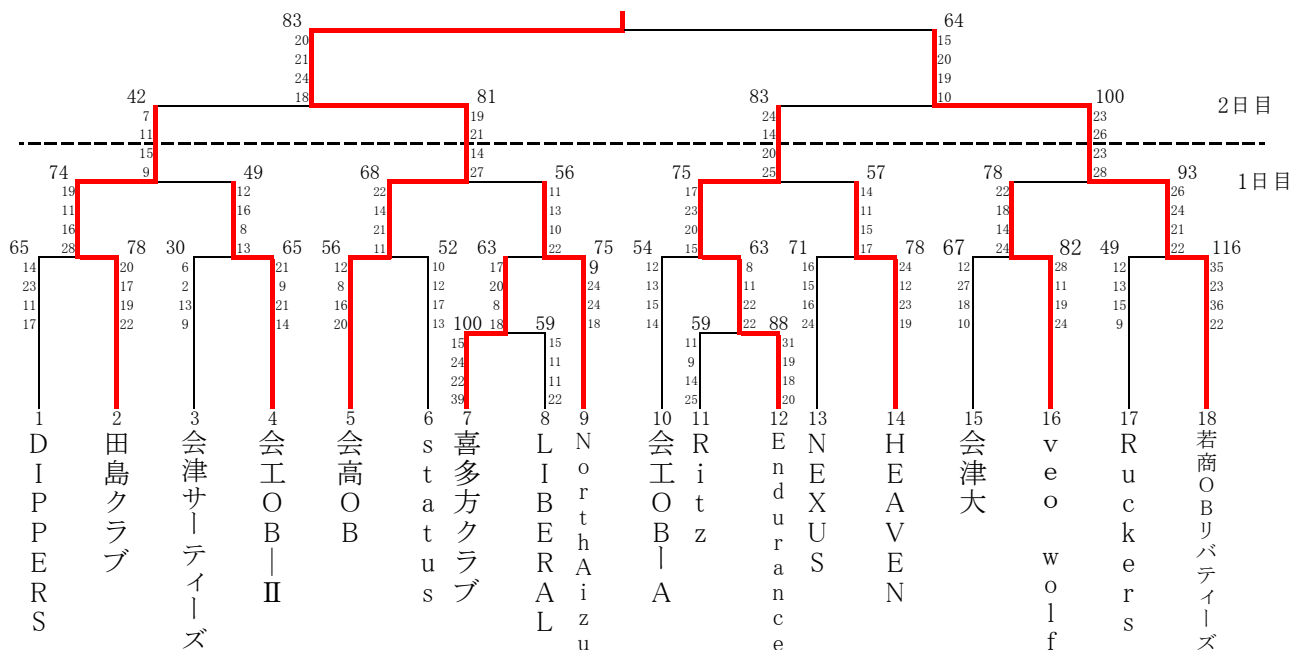 83 64
20 15
21 20
24 19
18 10
42 81 83 100
7 19 24 23
11 21 14 26
15 14 20 23
9 27 25 28
2日目
1日目
74 49 68 56 75 57 78 93
19 12 22 11 17 14 22 26
11 16 14 13 23 11 18 24
16 8 21 10 20 15 14 21
28 13 11 22 15 17 24 22
65 78 30 65 56 52 63 75 54 63 71 78 67 82 49 116
14 20 6 21 12 10 17 9 12 8 16 24 12 28 12 35
23 17 2 9 8 12 20 24 13 11 15 12 27 11 13 23
11 19 13 21 16 17 8 24 15 22 16 23 18 19 15 36
17 22 9 14 20 13 18 18 14 22 24 19 10 24 9 22
100 59 59 88
15 15 11 31
24 11 9 19
22 11 14 18
39 22 25 20
1 2 3 4 5 6 7 8 9 10 11 12 13 14 15 16 17 18
DIPPERS
田島クラブ
会津サーティーズ
会工OB―Ⅱ
会高OB
status
喜多方クラブ
LIBERAL
NorthAizu
会工OB―A
Ritz
Endurance
NEXUS
HEAVEN
会津大
veo wolf
Ruckers
若商OBリバティーズ